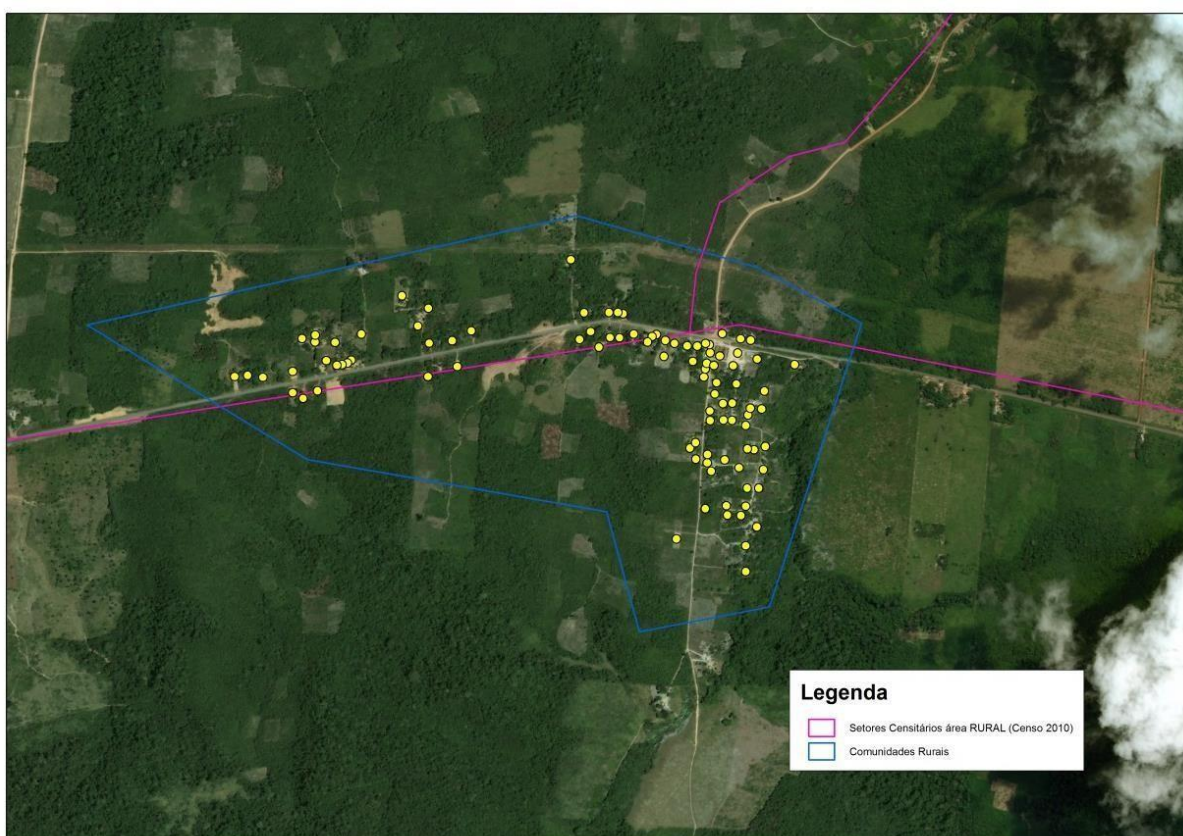 Legenda
Setores Censitários área RURAL (Censo 2010)
Comunidades Rurais